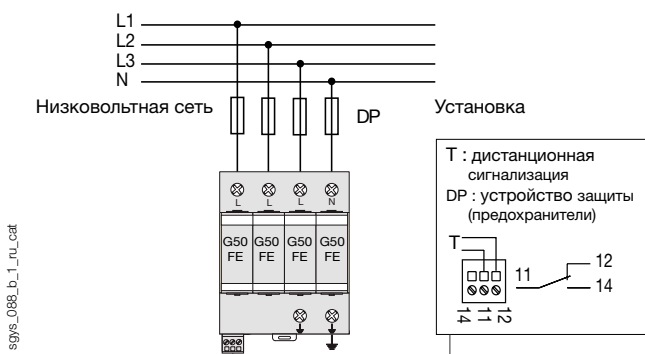 L1
L2
L3
N
Низковольтная сеть
DP
Установка
L L L N
G50 FE
G50 FE
G50 FE
G50 FE
T : дистанционная
сигнализация
DP : устройство защиты
(предохранители)
T
14 11 12
11
12
14
sgys_088_b_1_ru_cat